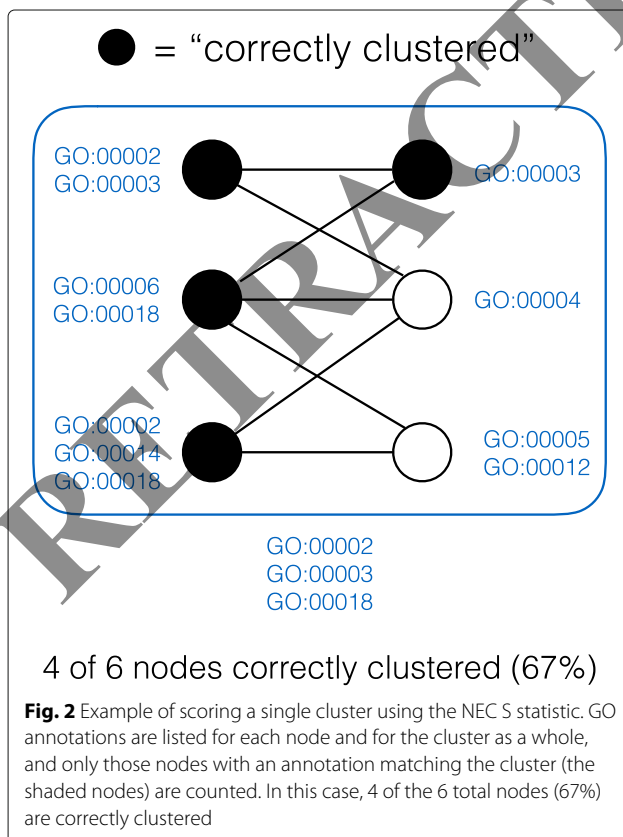 = “correctly clustered”
GO:00002
GO:00003
GO:00003
GO:00006
GO:00018
GO:00004
GO:00002
GO:00014
GO:00018
GO:00005
GO:00012
GO:00002
GO:00003
GO:00018
4 of 6 nodes correctly clustered (67%)
Fig. 2 Example of scoring a single cluster using the NEC S statistic. GO
annotations are listed for each node and for the cluster as a whole,
and only those nodes with an annotation matching the cluster (the
shaded nodes) are counted. In this case, 4 of the 6 total nodes (67%)
are correctly clustered
RETRACT